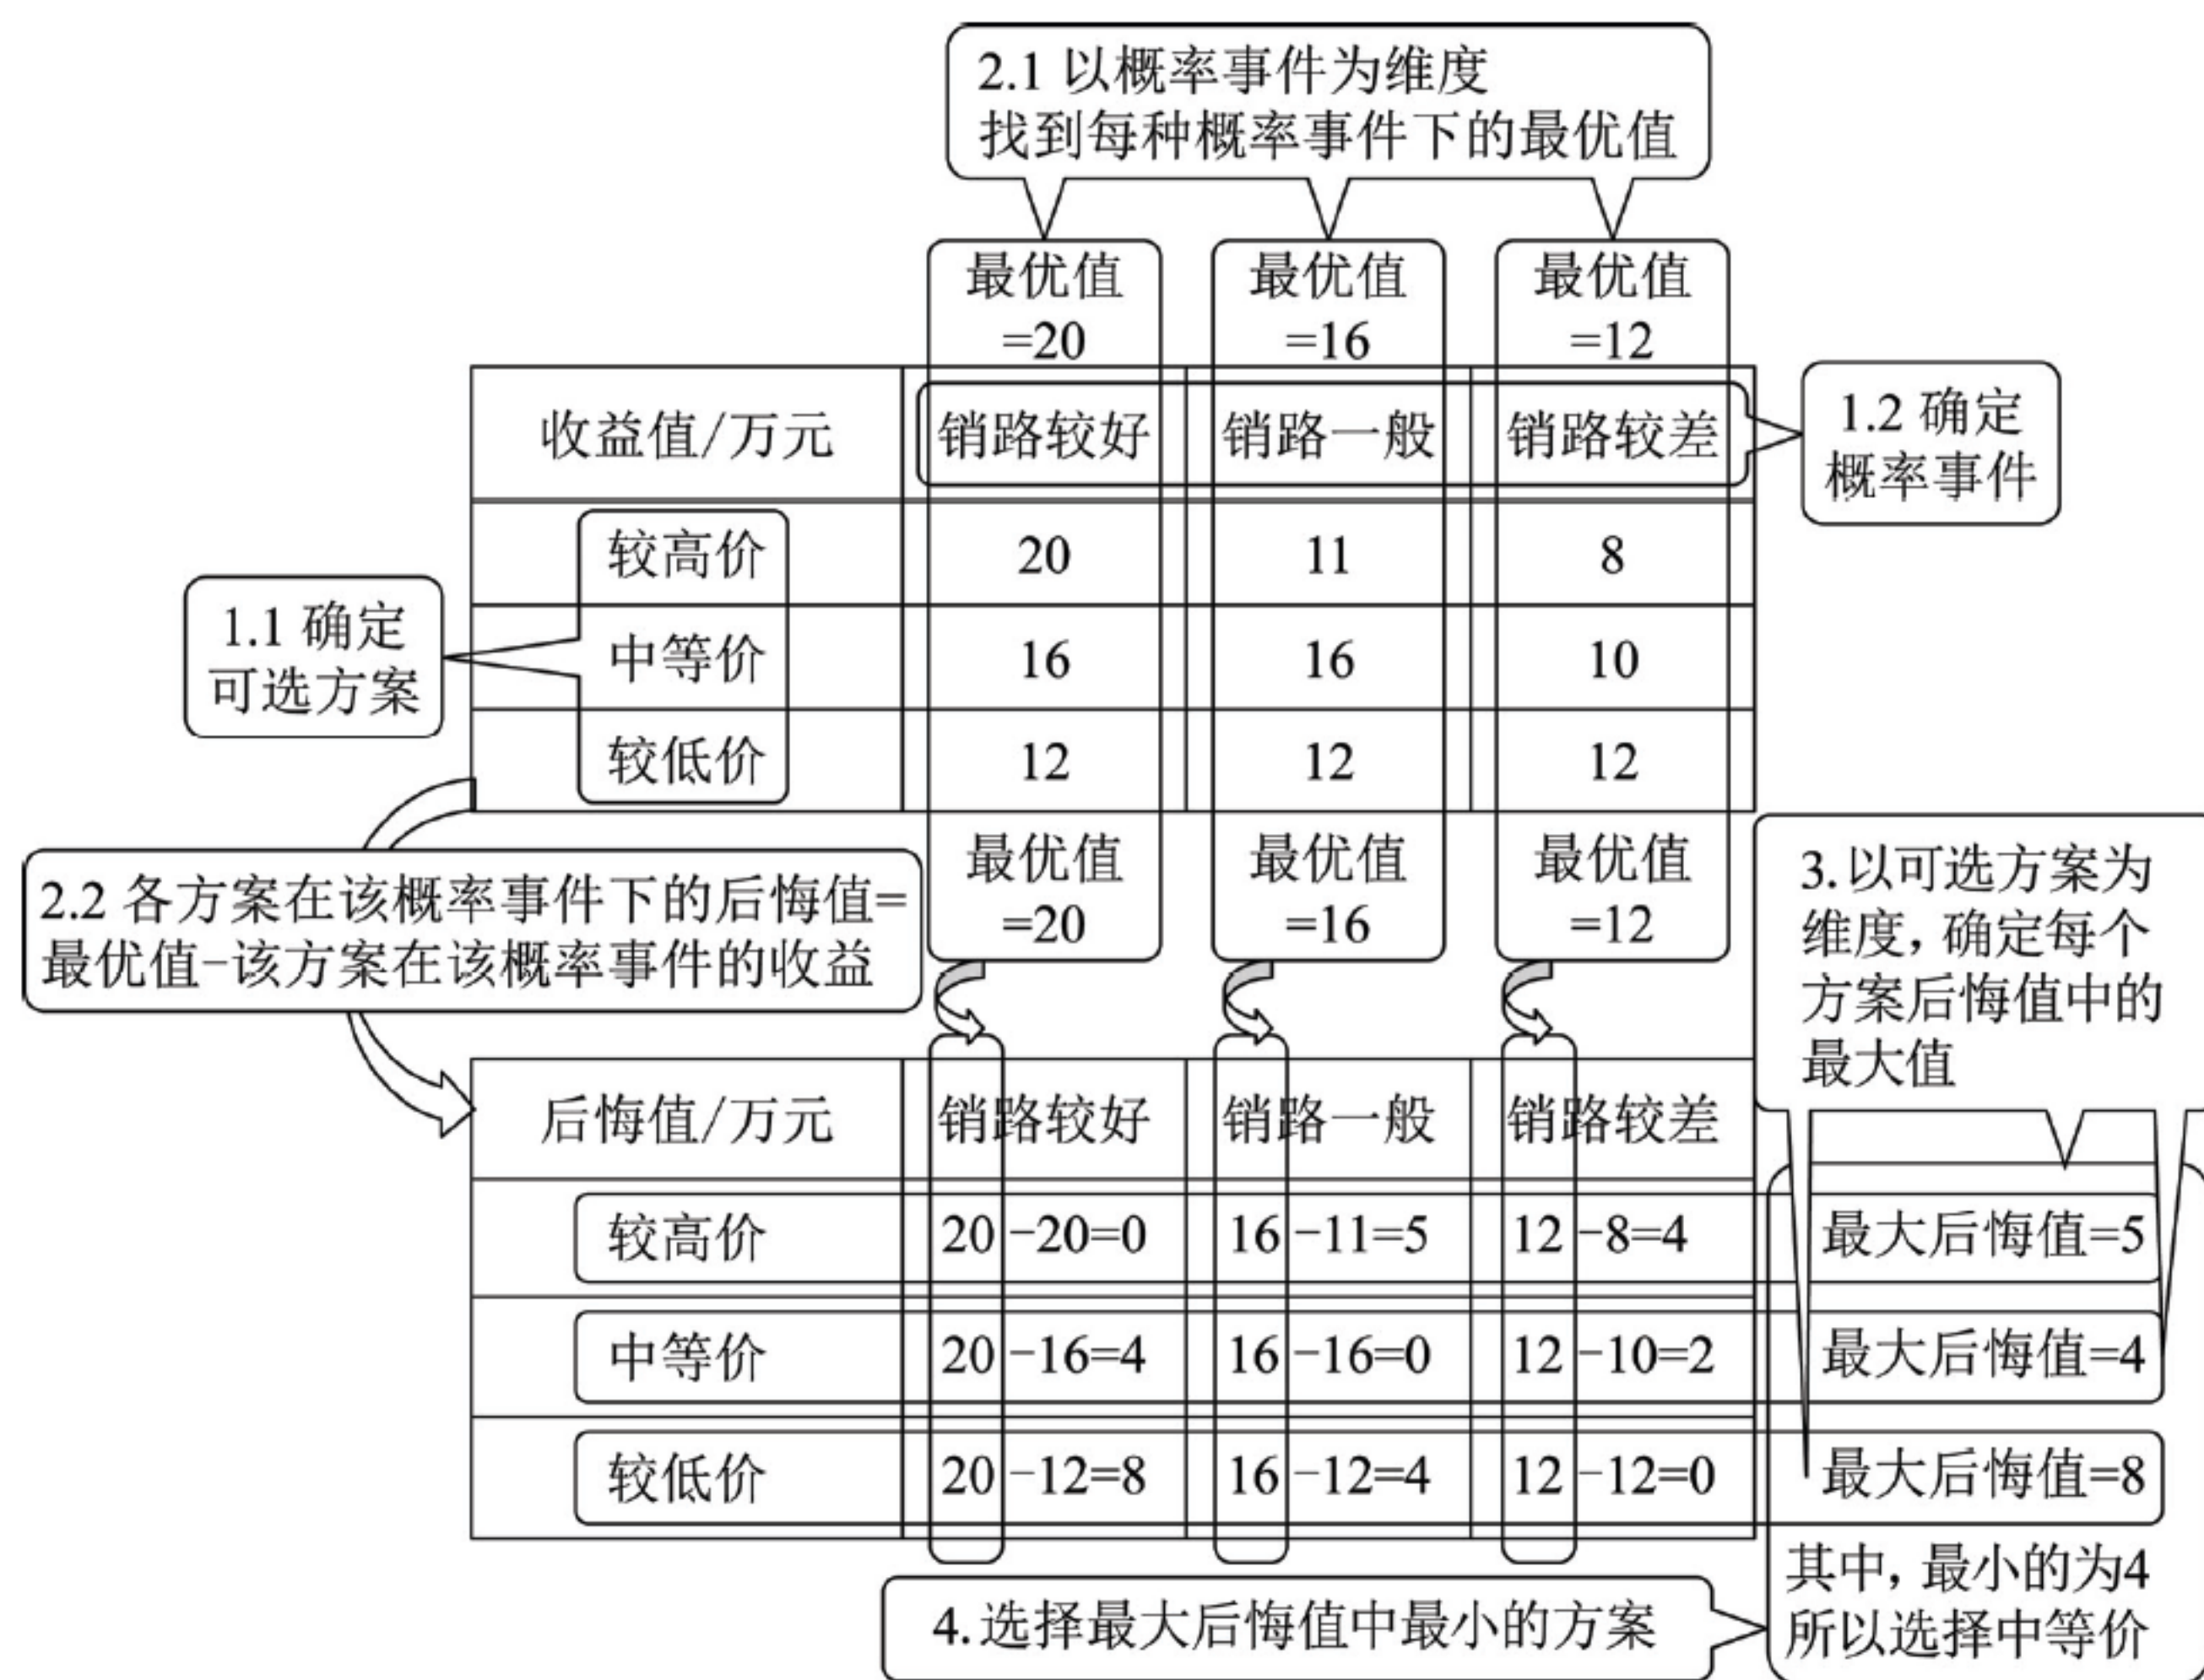 2.1 以概率事件为维度
找到每种概率事件下的最优值
最优值 最优值 最优值
=20 =16 =12
收益值/万元 销路较好 销路一般 销路较差
1.2 确定
概率事件
较高价 20 11 8
1.1 确定
可选方案
中等价 16 16 10
较低价 12 12 12
最优值 最优值 最优值
=20 =16 =12
2.2 各方案在该概率事件下的后悔值=
最优值-该方案在该概率事件的收益
3.以可选方案为
维度,确定每个
方案后悔值中的
最大值
后悔值/万元 销路较好 销路一般 销路较差
较高价 20-20=0 16-11=5 12-8=4 最大后悔值=5
中等价 20-16=4 16-16=0 12-10=2 最大后悔值=4
较低价 20-12=8 16-12=4 12-12=0 最大后悔值=8
4.选择最大后悔值中最小的方案
其中,最小的为4
所以选择中等价